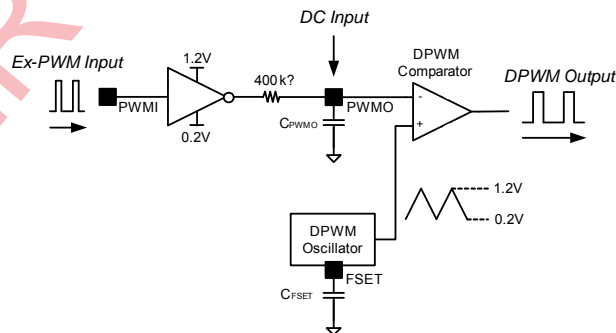 DC Input
Ex-PWM Input
1.2V
400k?
DPWM
Comparator
DPWM Output
PWMI
PWMO
-
+
CPWMO
0.2V
1.2V
0.2V
DPWM
Oscillator
FSET
CFSET